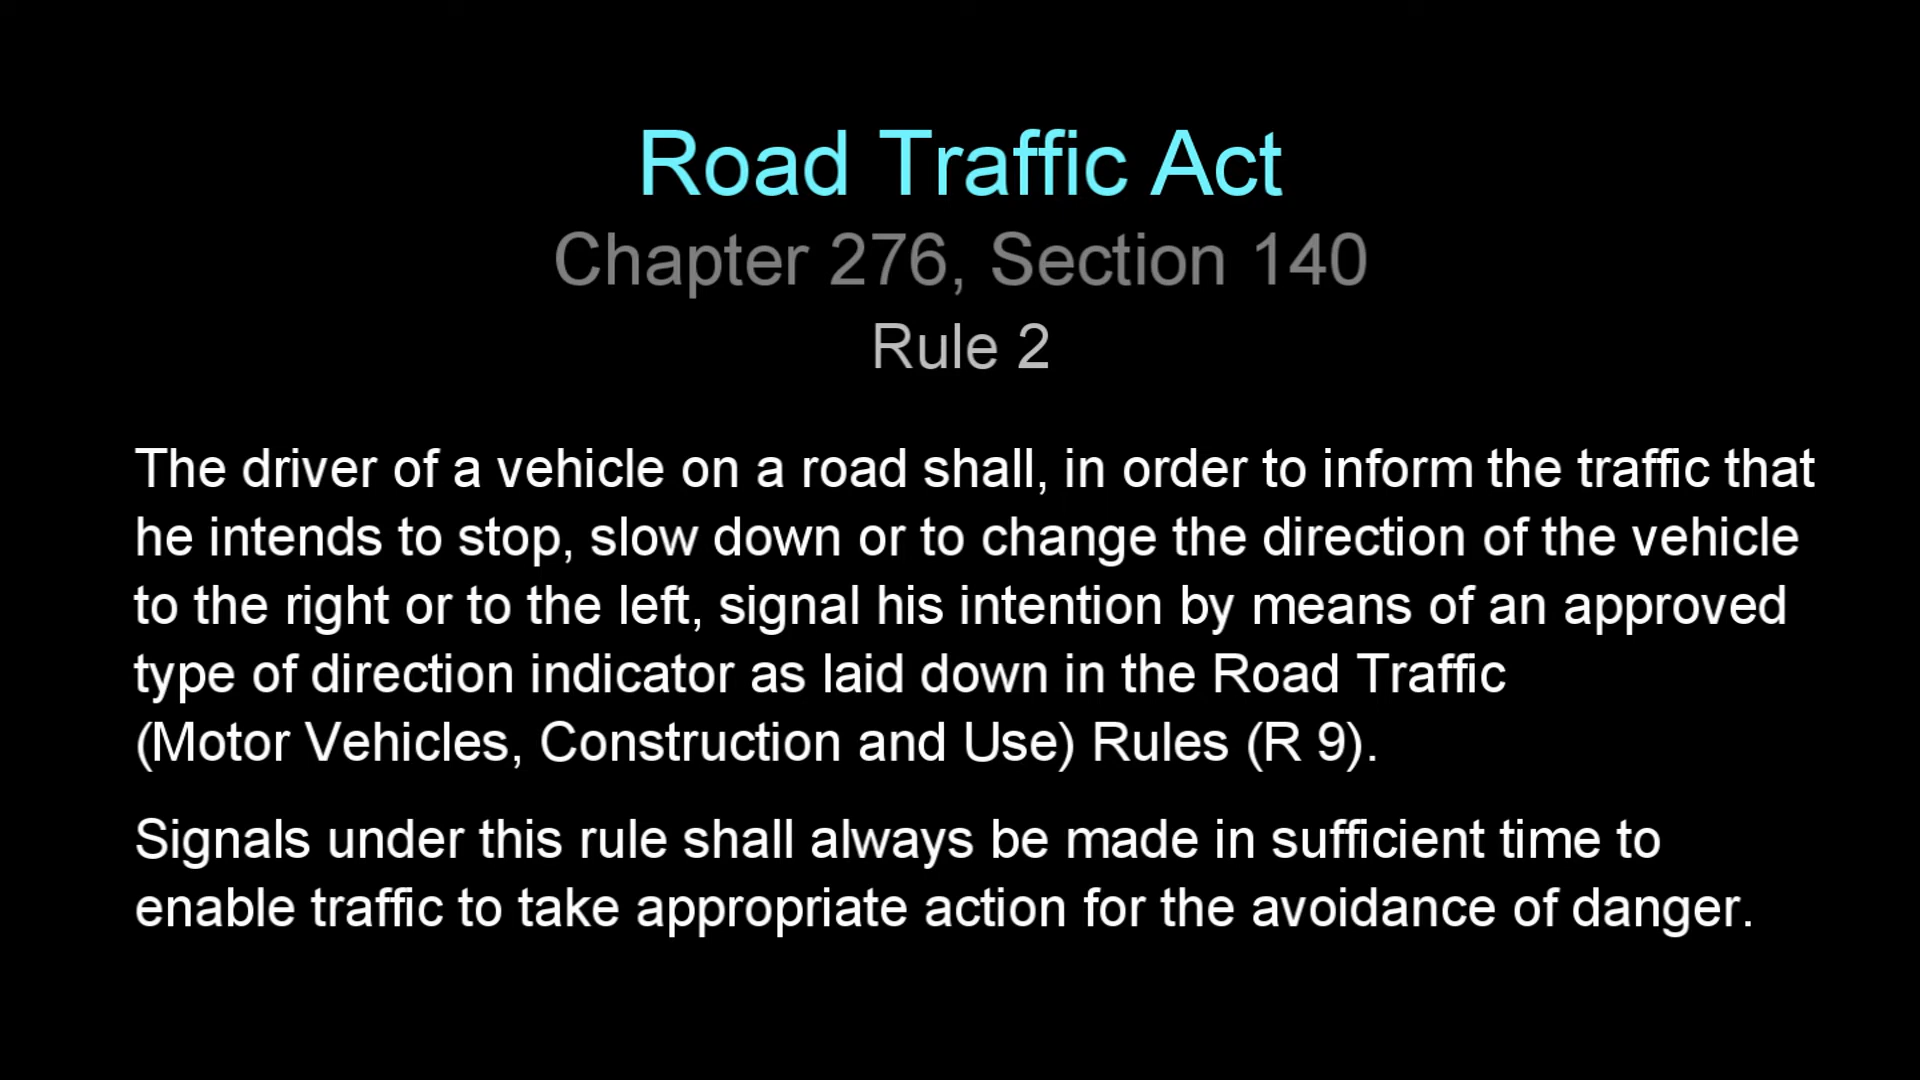 Road Traffic Act
Chapter 276, Section 140
Rule 2
The driver of a vehicle on a road shall, in order to inform the traffic that
he intends to stop, slow down or to change the direction of the vehicle
to the right or to the left, signal his intention by means of an approved
type of direction indicator as laid down in the Road Traffic
(Motor Vehicles, Construction and Use) Rules (R 9).
Signals under this rule shall always be made in sufficient time to
enable traffic to take appropriate action for the avoidance of danger.